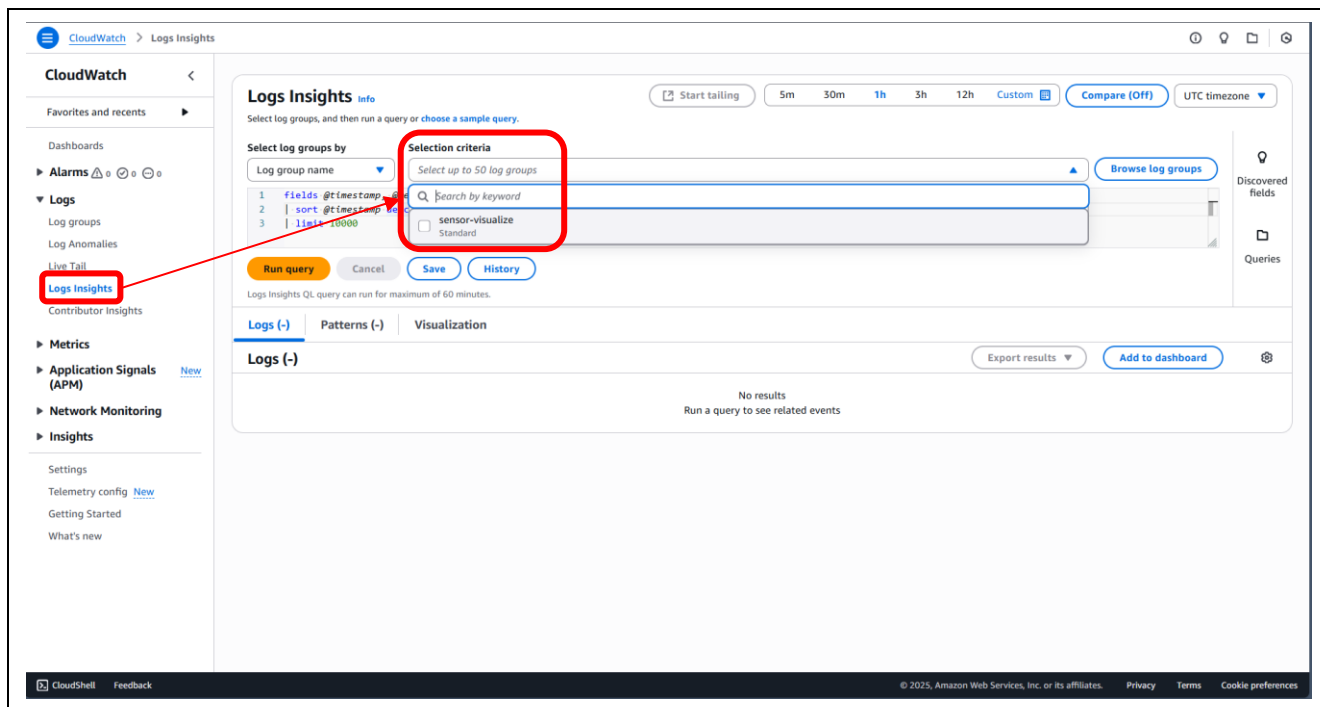 CloudWatch > Logs Insights
CloudWatch
Favorites and recents
Dashboards
Alarms 0 0 0
Logs
Log groups
Log Anomalies
Live Tail
Logs Insights
Contributor Insights
Metrics
Application Signals (APM) New
Network Monitoring
Insights
Settings
Telemetry config New
Getting Started
What's new
Logs Insights Info
Start tailing 5m 30m 1h 3h 12h Custom Compare (Off) UTC timezone
Select log groups, and then run a query or choose a sample query.
Select log groups by
Log group name
Selection criteria
Select up to 50 log groups
Browse log groups
Search by keyword
sensor-visualize
Standard
1 fields @timestamp,
2 | sort @timestamp
3 | limit 10000
Discovered
fields
Queries
Run query Cancel Save History
Logs Insights QL query can run for maximum of 60 minutes.
Logs (-) Patterns (-) Visualization
Logs (-)
Export results Add to dashboard
No results
Run a query to see related events
CloudShell Feedback
© 2025, Amazon Web Services, Inc. or its affiliates. Privacy Terms Cookie preferences